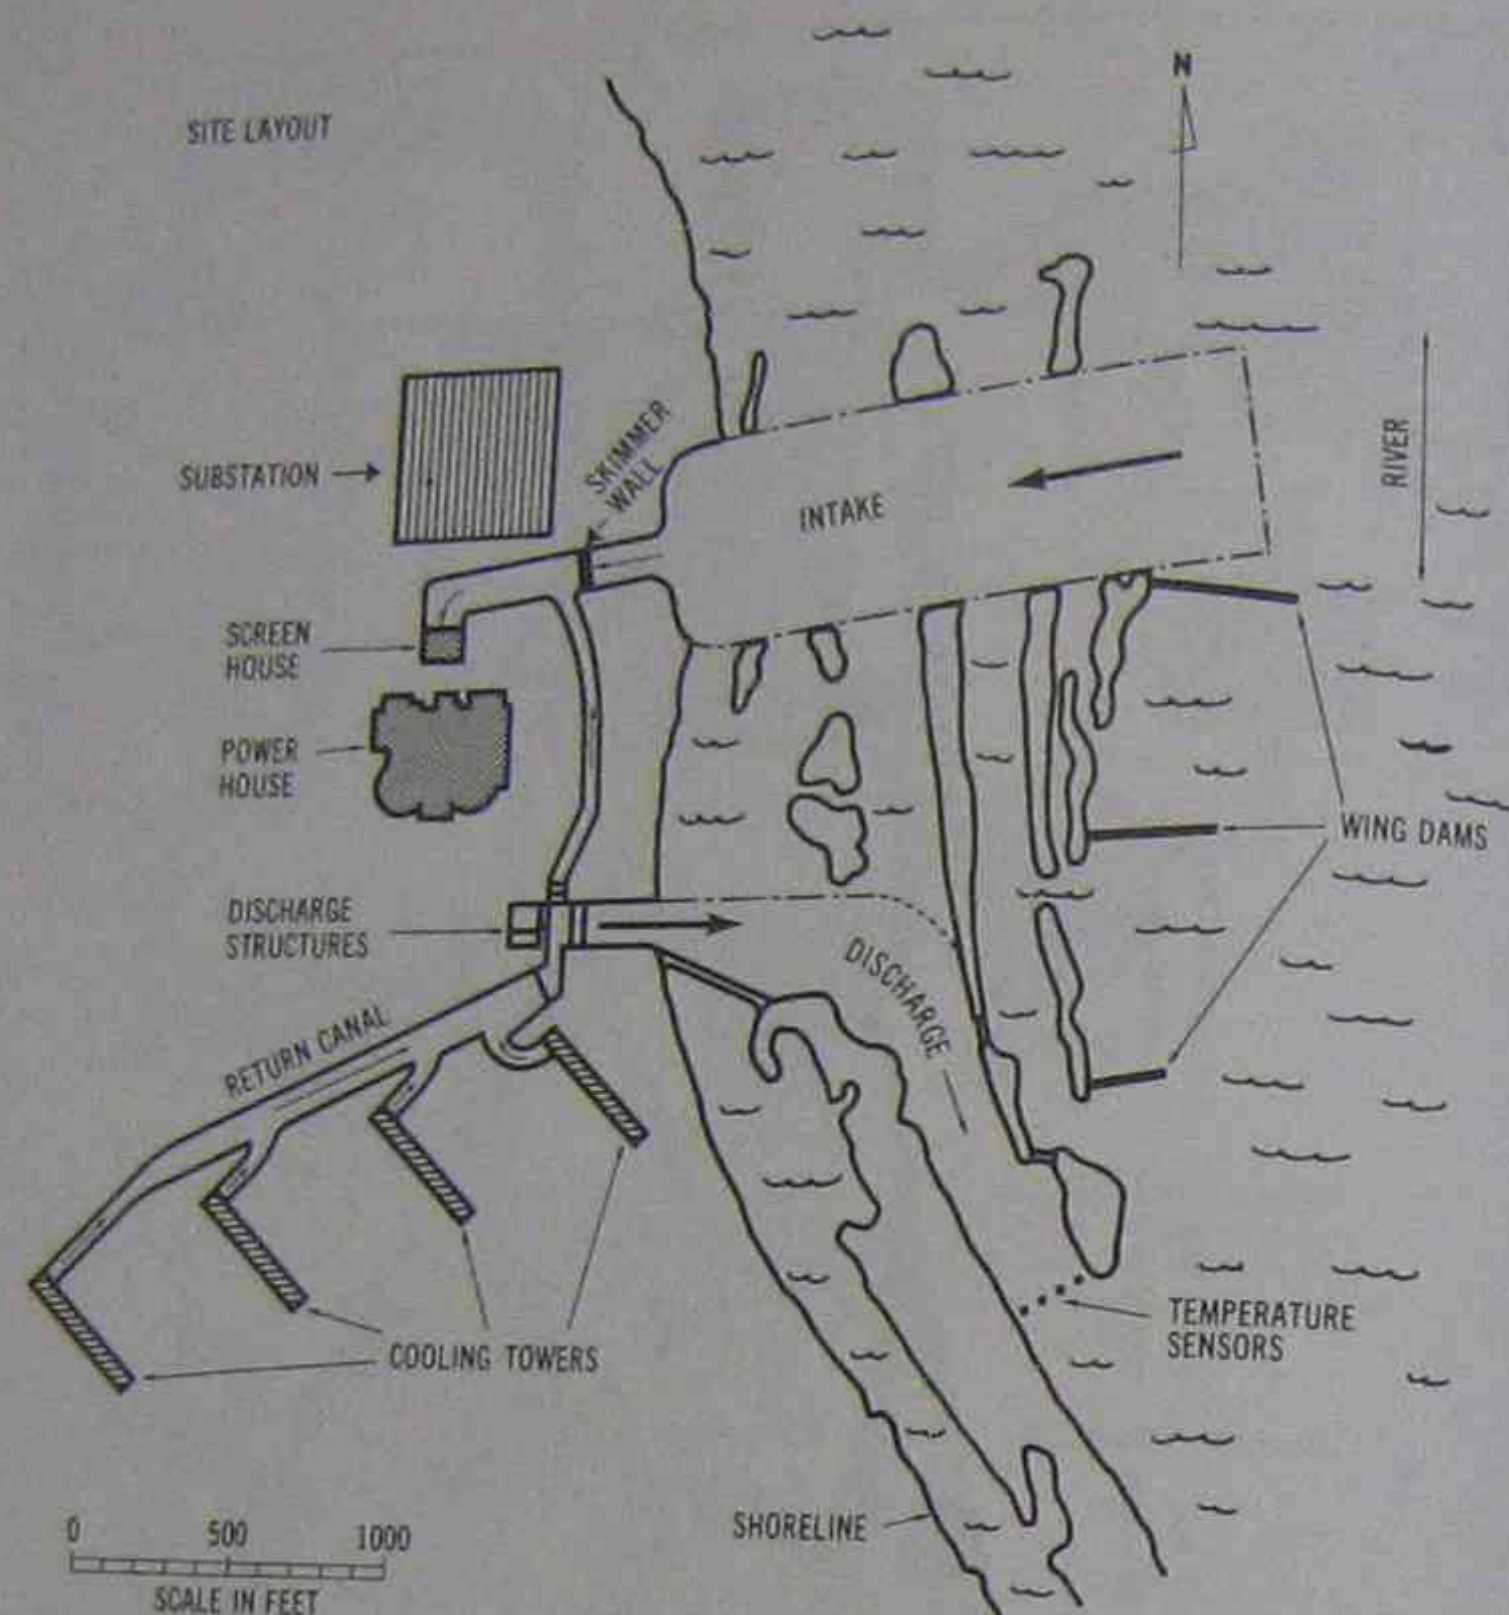 N
SITE LAYOUT
SKIMMER
WALL
RIVER
SUBSTATION
INTAKE
SCREEN
HOUSE
POWER
HOUSE
WING DAMS
DISCHARGE
STRUCTURES
DISCHARGE
RETURN CANAL
TEMPERATURE
SENSORS
COOLING TOWERS
SHORELINE
0 500 1000
SCALE IN FEET